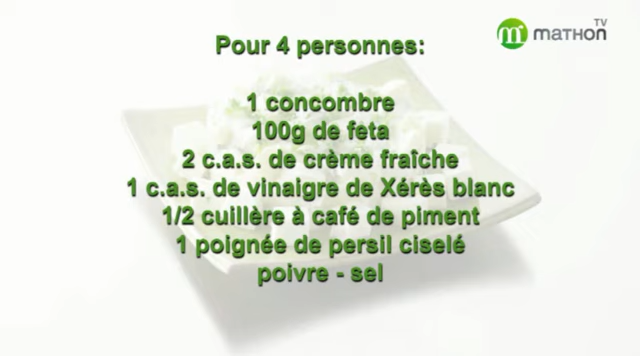 Pour 4 personnes:
TV
m MATHON
1 concombre
100g de feta
2 c.a.s. de crème fraîche
1 c.a.s. de vinaigre de Xérès blanc
1/2 cuillère à café de piment
1 poignée de persil ciselé
poivre - sel